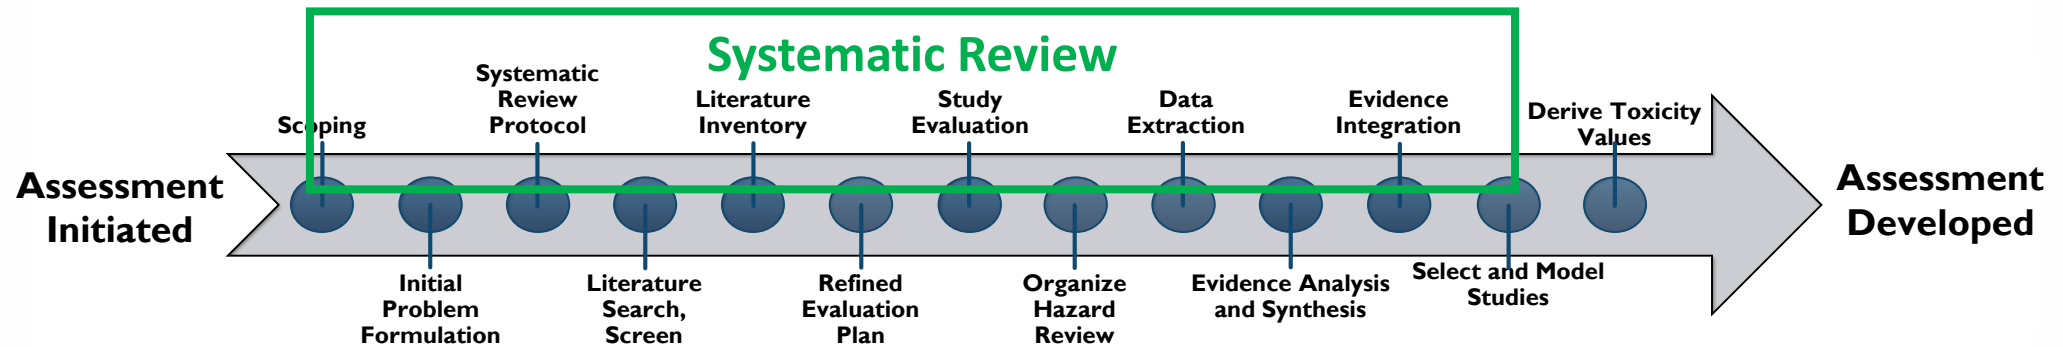 Systematic Review
Assessment
Initiated
Scoping
Initial
Problem
Formulation
Systematic
Review
Protocol
Literature
Search,
Screen
Literature
Inventory
Refined
Evaluation
Plan
Study
Evaluation
Organize
Hazard
Review
Data
Extraction
Evidence Analysis
and Synthesis
Evidence
Integration
Select and Model
Studies
Derive Toxicity
Values
Assessment
Developed